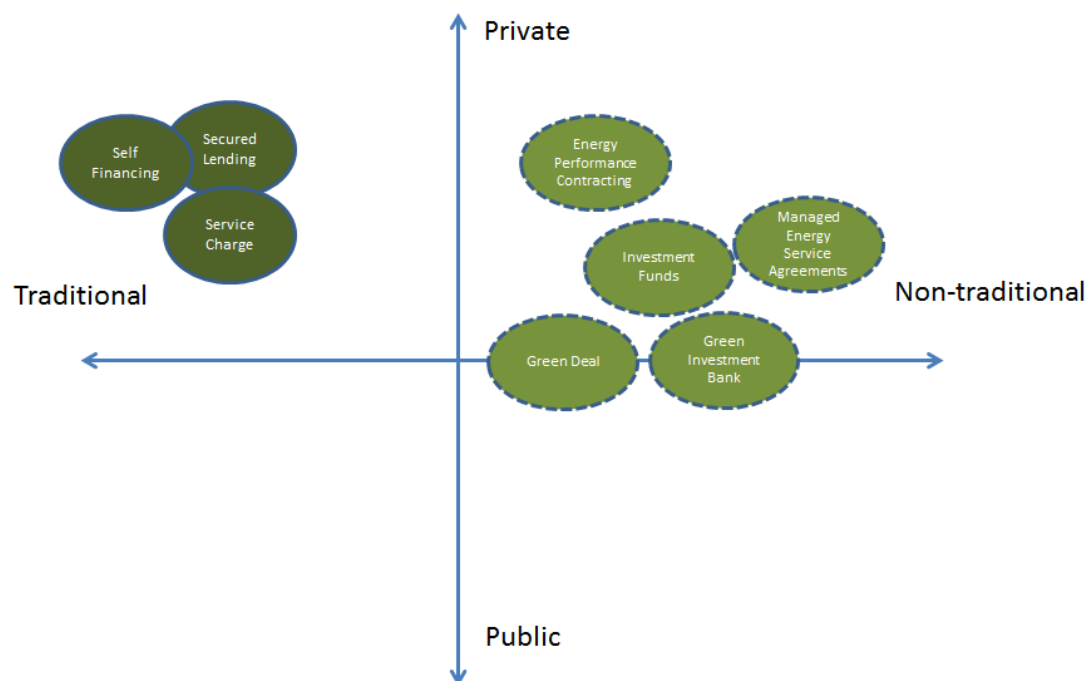 Private
Self
Financing
Secured
Lending
Service
Charge
Energy
Performance
Contracting
Managed
Energy
Service
Agreements
Investment
Funds
Traditional
Non-traditional
Green Deal
Green
Investment
Bank
Public